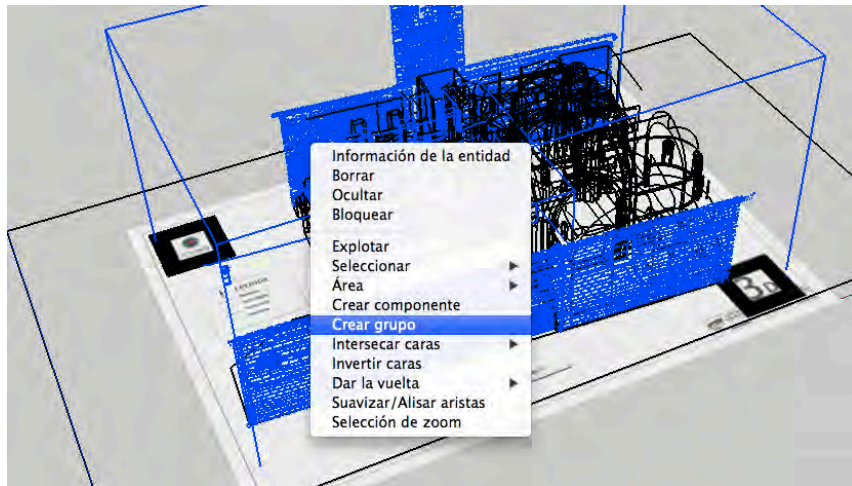 Información de la entidad
Borrar
Ocultar
Bloquear
Explotar
Seleccionar
Área
Crear componente
Crear grupo
Intersecar caras
Invertir caras
Dar la vuelta
Suavizar/Alisar aristas
Selección de zoom
3D